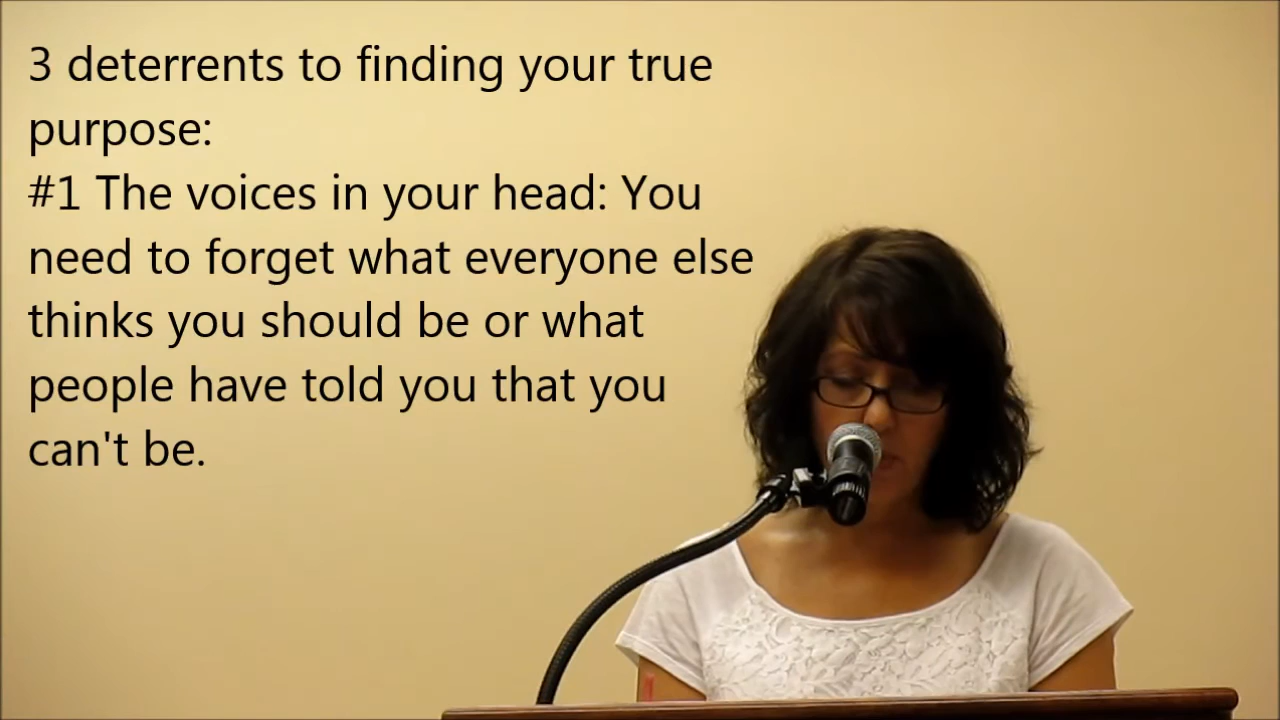 3 deterrents to finding your true
purpose:
#1 The voices in your head: You
need to forget what everyone else
thinks you should be or what
people have told you that you
can't be.